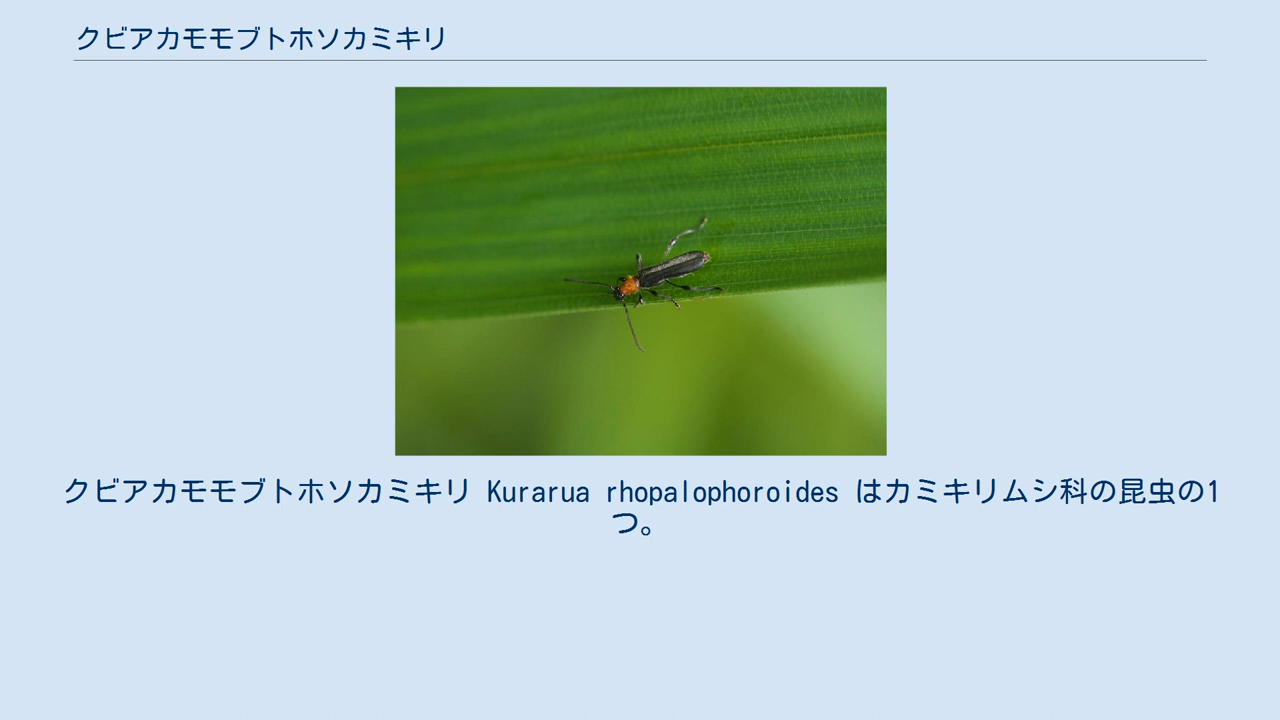 クビアカモモブトホソカミキリ
クビアカモモブトホソカミキリ Kurarua rhopalophoroides はカミキリムシ科の昆虫の1
つ。